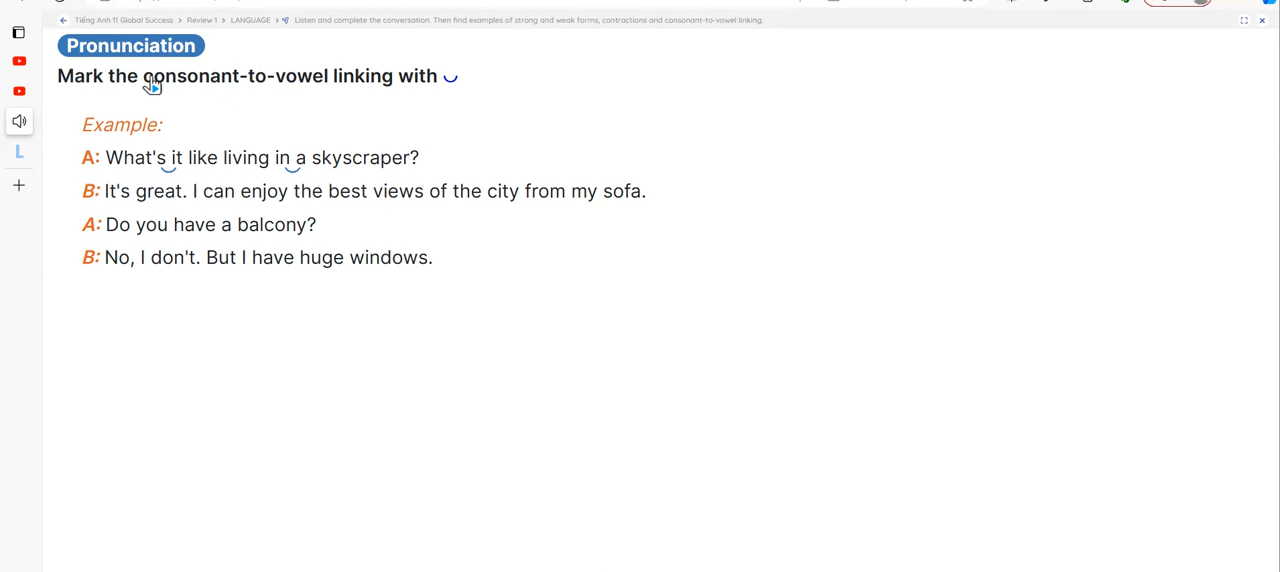 Tiếng Anh 11 Global Success > Review 1 > LANGUAGE > Listen and complete the conversation. Then find examples of strong and weak forms, contractions and consonant-to-vowel linking.
Pronunciation
Mark the consonant-to-vowel linking with
Example:
A: What's it like living in a skyscraper?
B: It's great. I can enjoy the best views of the city from my sofa.
A: Do you have a balcony?
B: No, I don't. But I have huge windows.
L